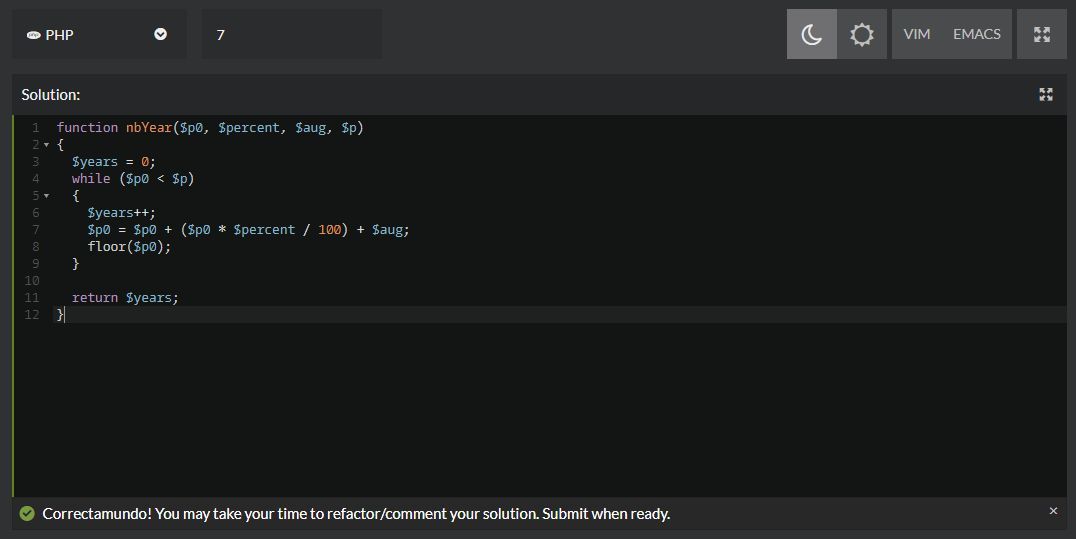 php PHP 7 VIM EMACS
Solution:
1 function nbYear($p0, $percent, $aug, $p)
2 {
3   $years = 0;
4   while ($p0 < $p)
5   {
6     $years++;
7     $p0 = $p0 + ($p0 * $percent / 100) + $aug;
8     floor($p0);
9   }
10
11   return $years;
12 }
Correctamundo! You may take your time to refactor/comment your solution. Submit when ready. ×